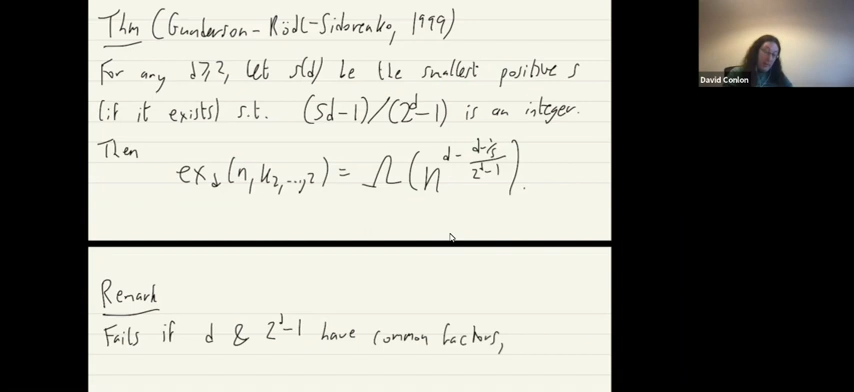 Thm (Gunderson-Rödl-Sidorenko, 1999)
For any d≥2, let s(d) be the smallest positive s
(if it exists) s.t. (sd-1)/(2^d-1) is an integer.
Then
ex_d(n, K_{2,...,2}) = Ω(n^{d - \frac{d-1/s}{2^d-1}}).
Remark
Fails if d & 2^d-1 have common factors,
David Conlon